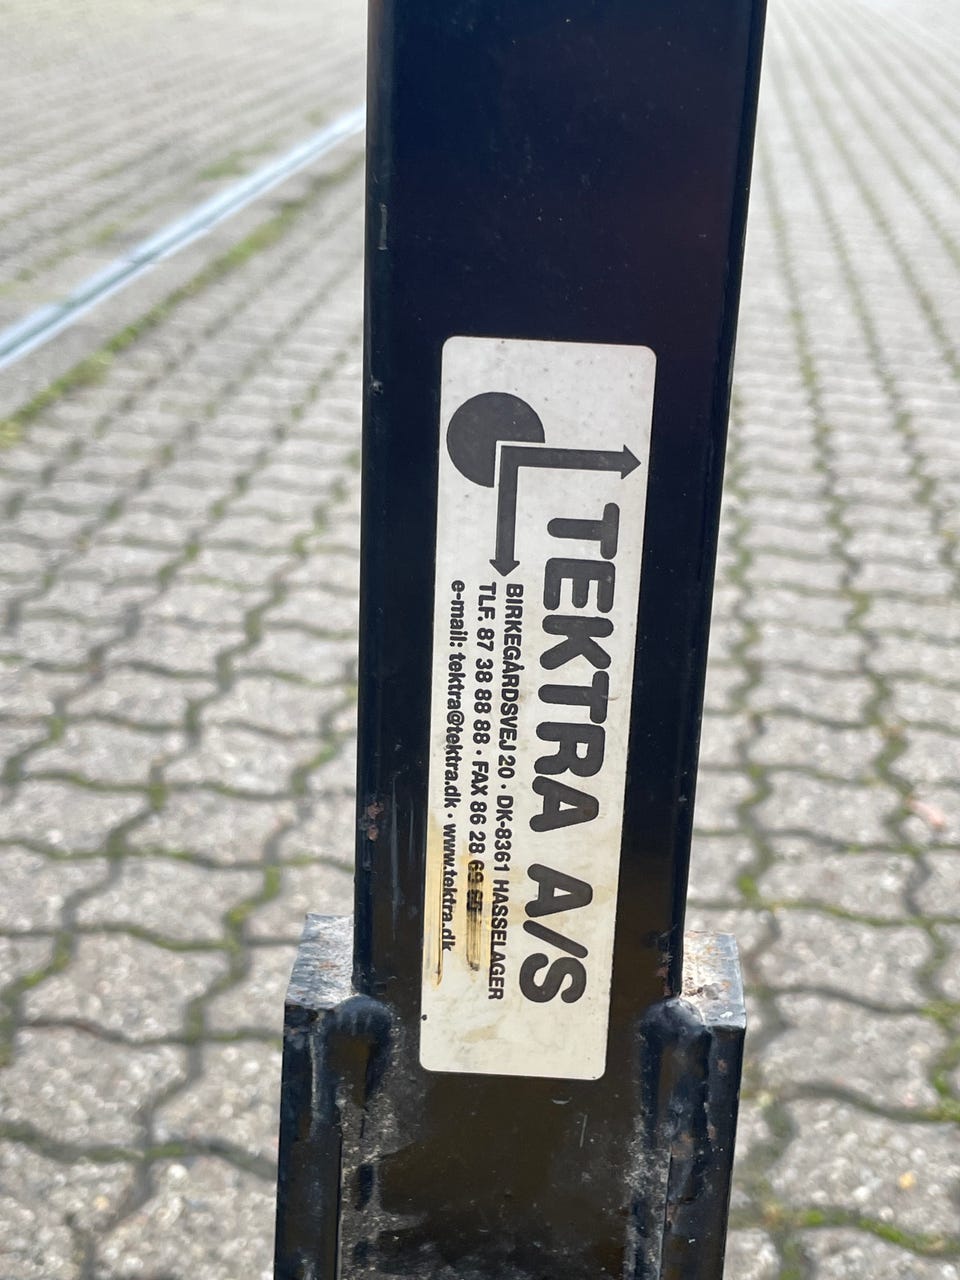 TEKTRA A/S
BIRKEGÅRDSVEJ 20 · DK-8361 HASSELAGER
TLF. 87 38 88 88 · FAX 86 28 69
e-mail: tektra@tektra.dk · www.tektra.dk